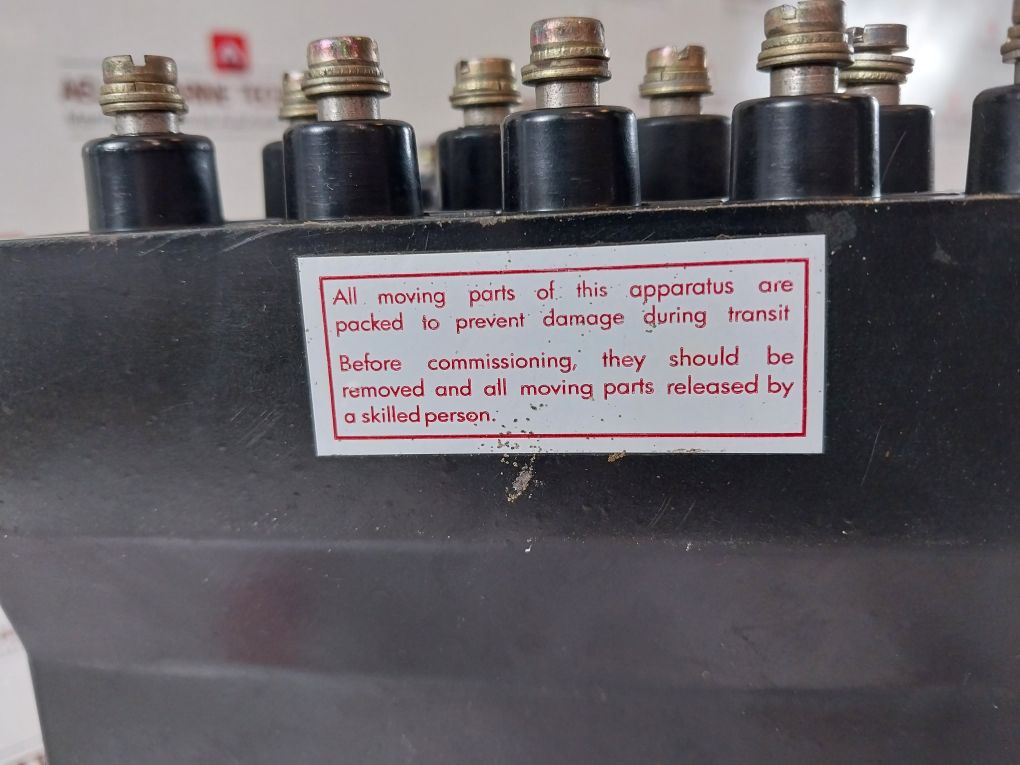 All moving parts of this apparatus are
packed to prevent damage during transit
Before commissioning, they should be
removed and all moving parts released by
a skilled person.